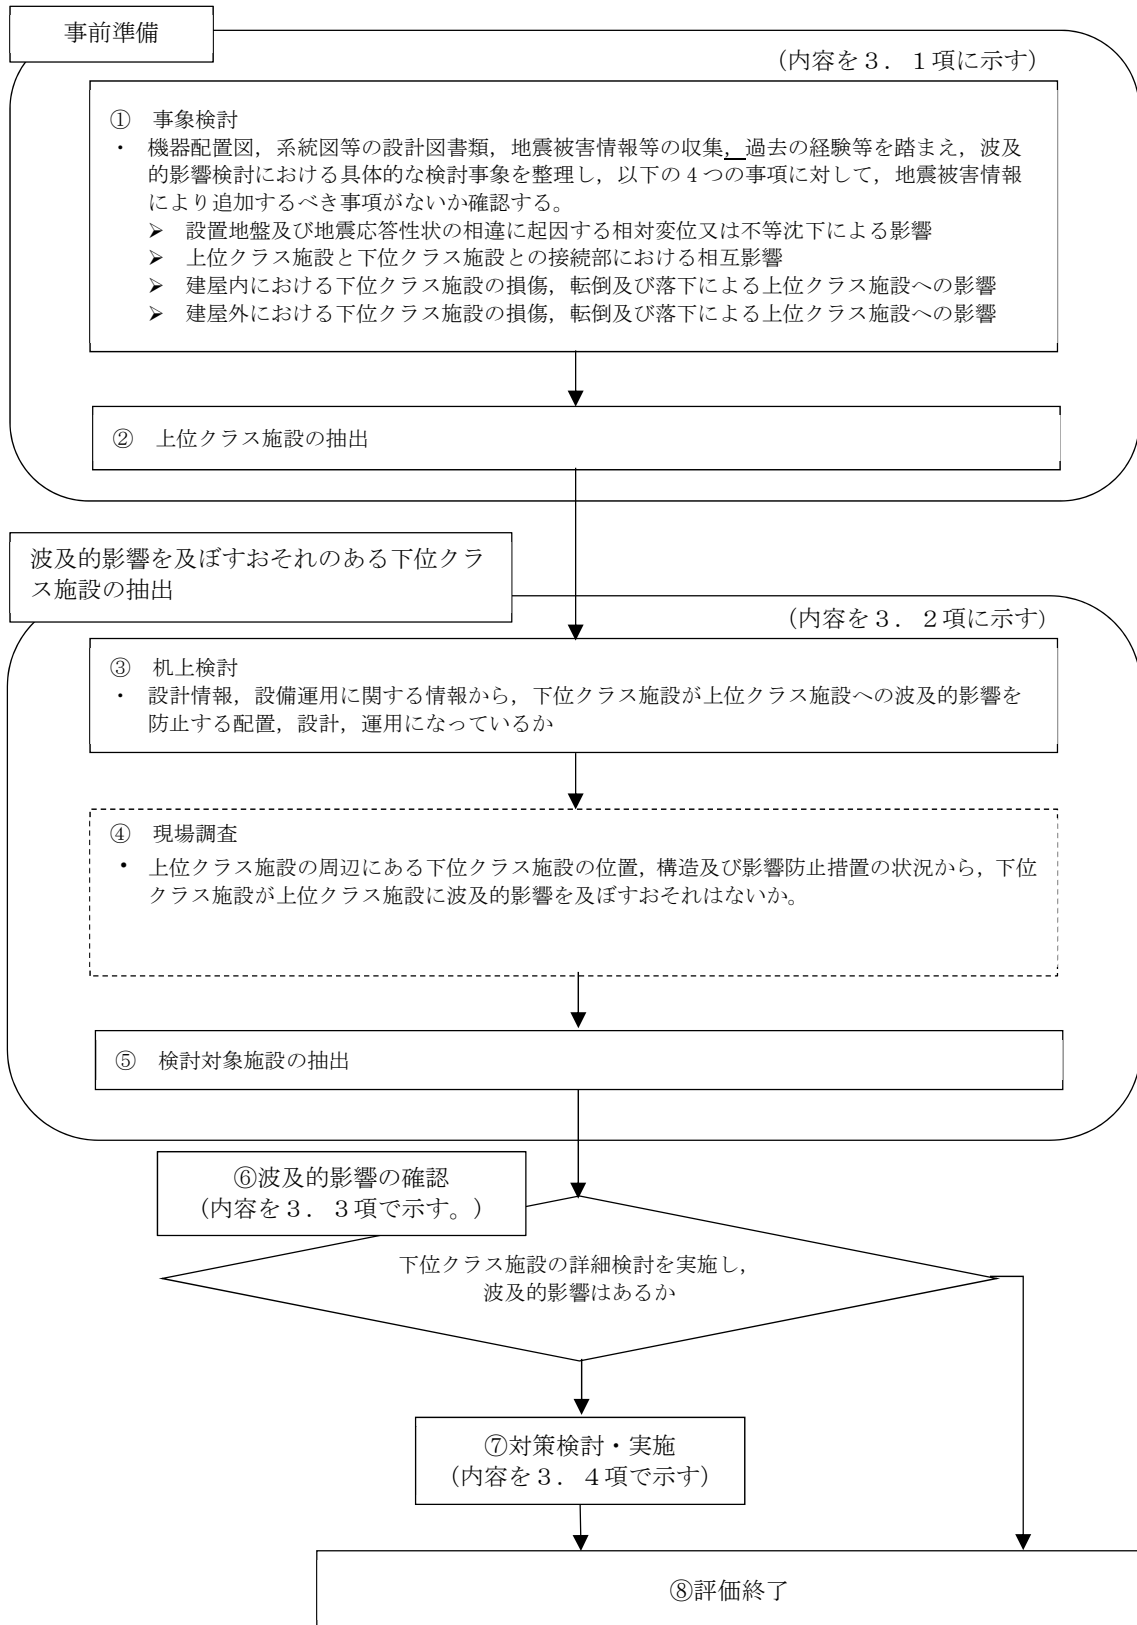 事前準備
（内容を３．１項に示す）
① 事象検討
・ 機器配置図，系統図等の設計図書類，地震被害情報等の収集，過去の経験等を踏まえ，波及
的影響検討における具体的な検討事象を整理し，以下の４つの事項に対して，地震被害情報
により追加するべき事項がないか確認する。
➢ 設置地盤及び地震応答性状の相違に起因する相対変位又は不等沈下による影響
➢ 上位クラス施設と下位クラス施設との接続部における相互影響
➢ 建屋内における下位クラス施設の損傷，転倒及び落下による上位クラス施設への影響
➢ 建屋外における下位クラス施設の損傷，転倒及び落下による上位クラス施設への影響
② 上位クラス施設の抽出
波及的影響を及ぼすおそれのある下位クラ
ス施設の抽出
（内容を３．２項に示す）
③ 机上検討
・ 設計情報，設備運用に関する情報から，下位クラス施設が上位クラス施設への波及的影響を
防止する配置，設計，運用になっているか
④ 現場調査
・ 上位クラス施設の周辺にある下位クラス施設の位置，構造及び影響防止措置の状況から，下位
クラス施設が上位クラス施設に波及的影響を及ぼすおそれはないか。
⑤ 検討対象施設の抽出
⑥波及的影響の確認
（内容を３．３項で示す。）
下位クラス施設の詳細検討を実施し，
波及的影響はあるか
⑦対策検討・実施
（内容を３．４項で示す）
⑧評価終了